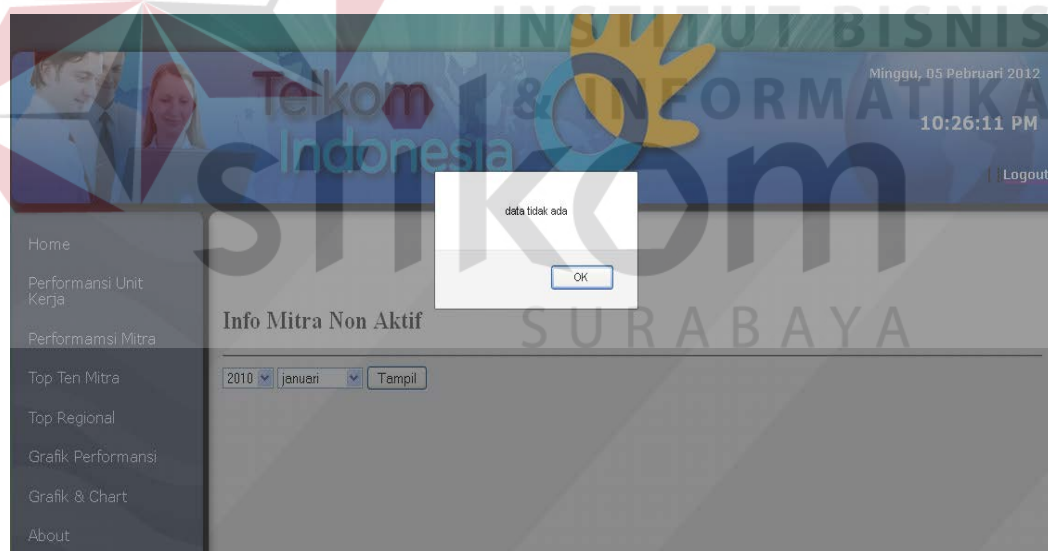 INSTITUT BISNIS
& INFORMATIKA
stikom
SURABAYA
Telkom
Indonesia
Minggu, 05 Pebruari 2012
10:26:11 PM
| Logout
data tidak ada
OK
Home
Performansi Unit
Kerja
Performamsi Mitra
Top Ten Mitra
Top Regional
Grafik Performansi
Grafik & Chart
About
Info Mitra Non Aktif
2010 januari Tampil